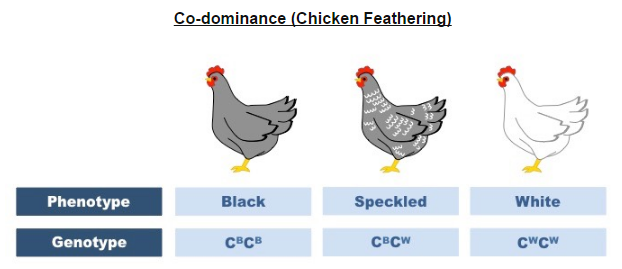 Co-dominance (Chicken Feathering)
Phenotype Black Speckled White
Genotype CᴮCᴮ CᴮCᵂ CᵂCᵂ